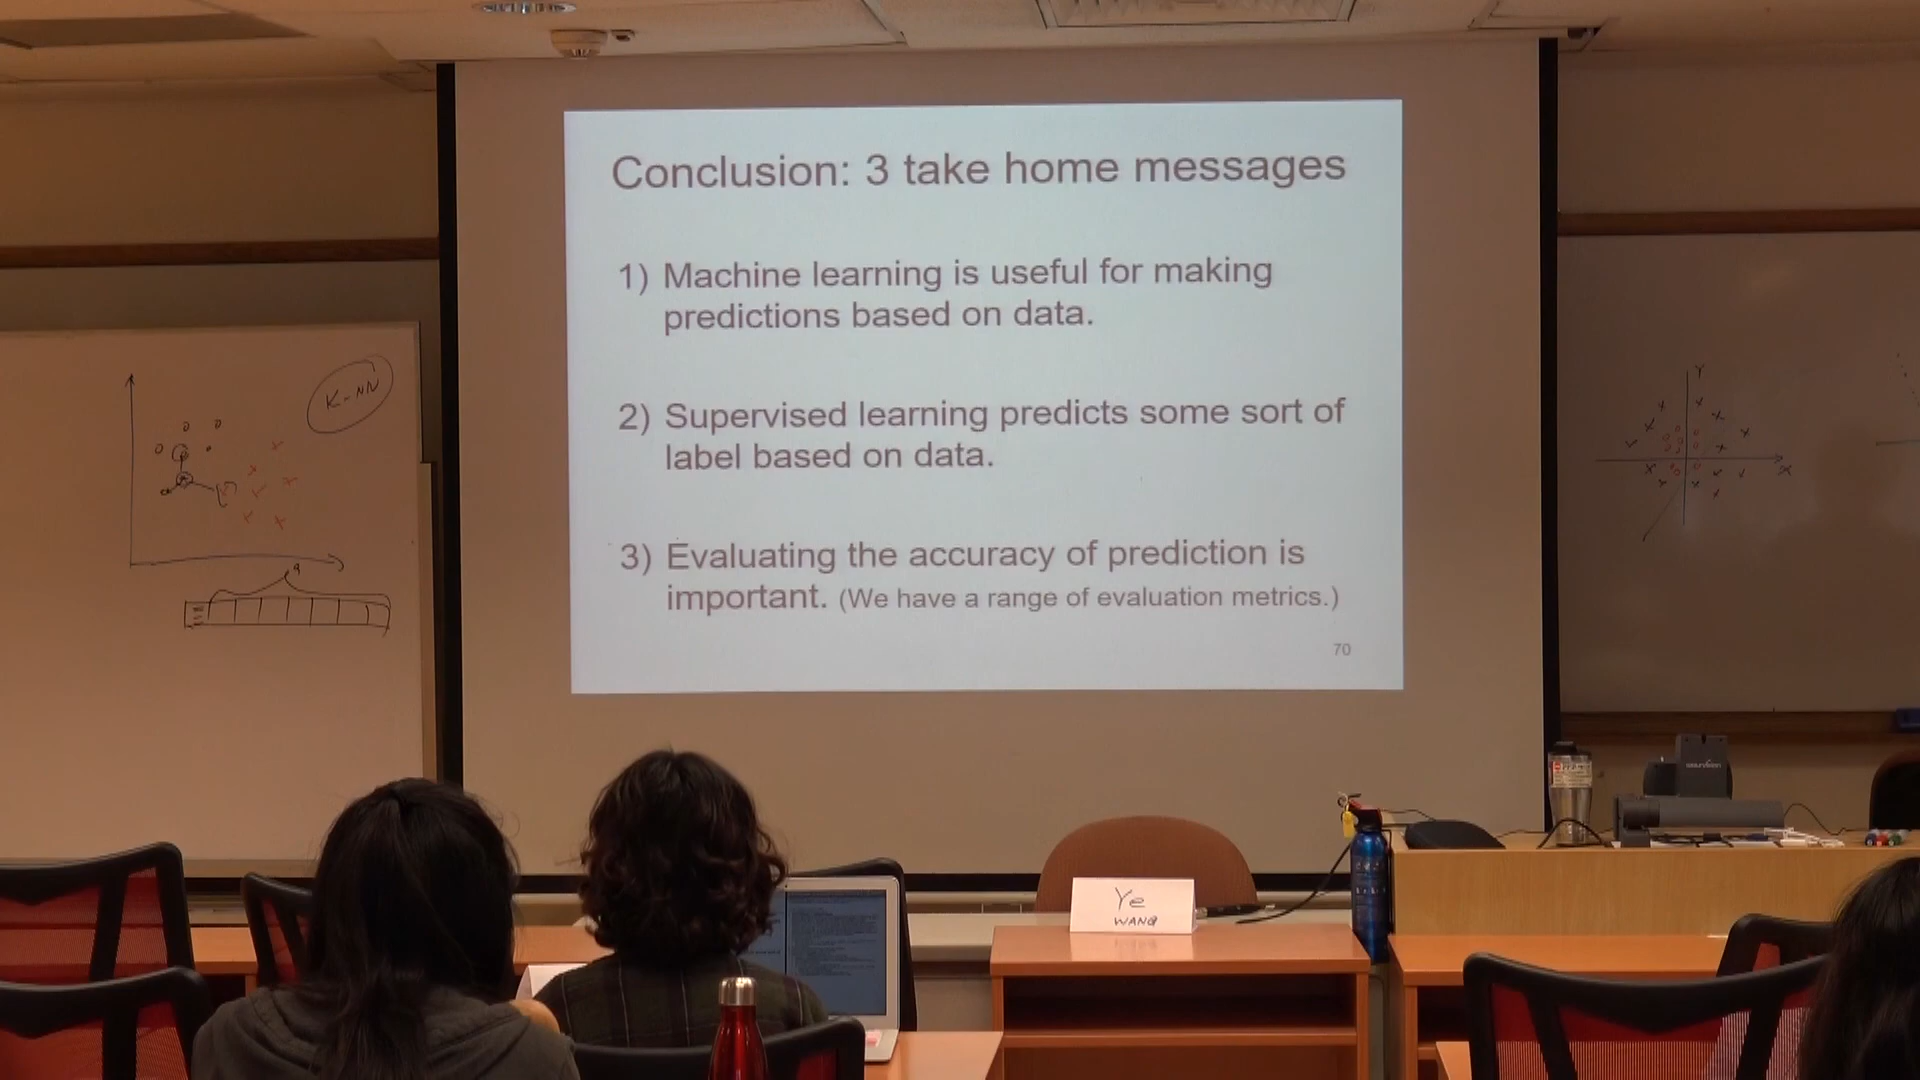 Conclusion: 3 take home messages
1) Machine learning is useful for making
predictions based on data.
2) Supervised learning predicts some sort of
label based on data.
3) Evaluating the accuracy of prediction is
important. (We have a range of evaluation metrics.)
70
K-NN
Y
X
Ye
WANG